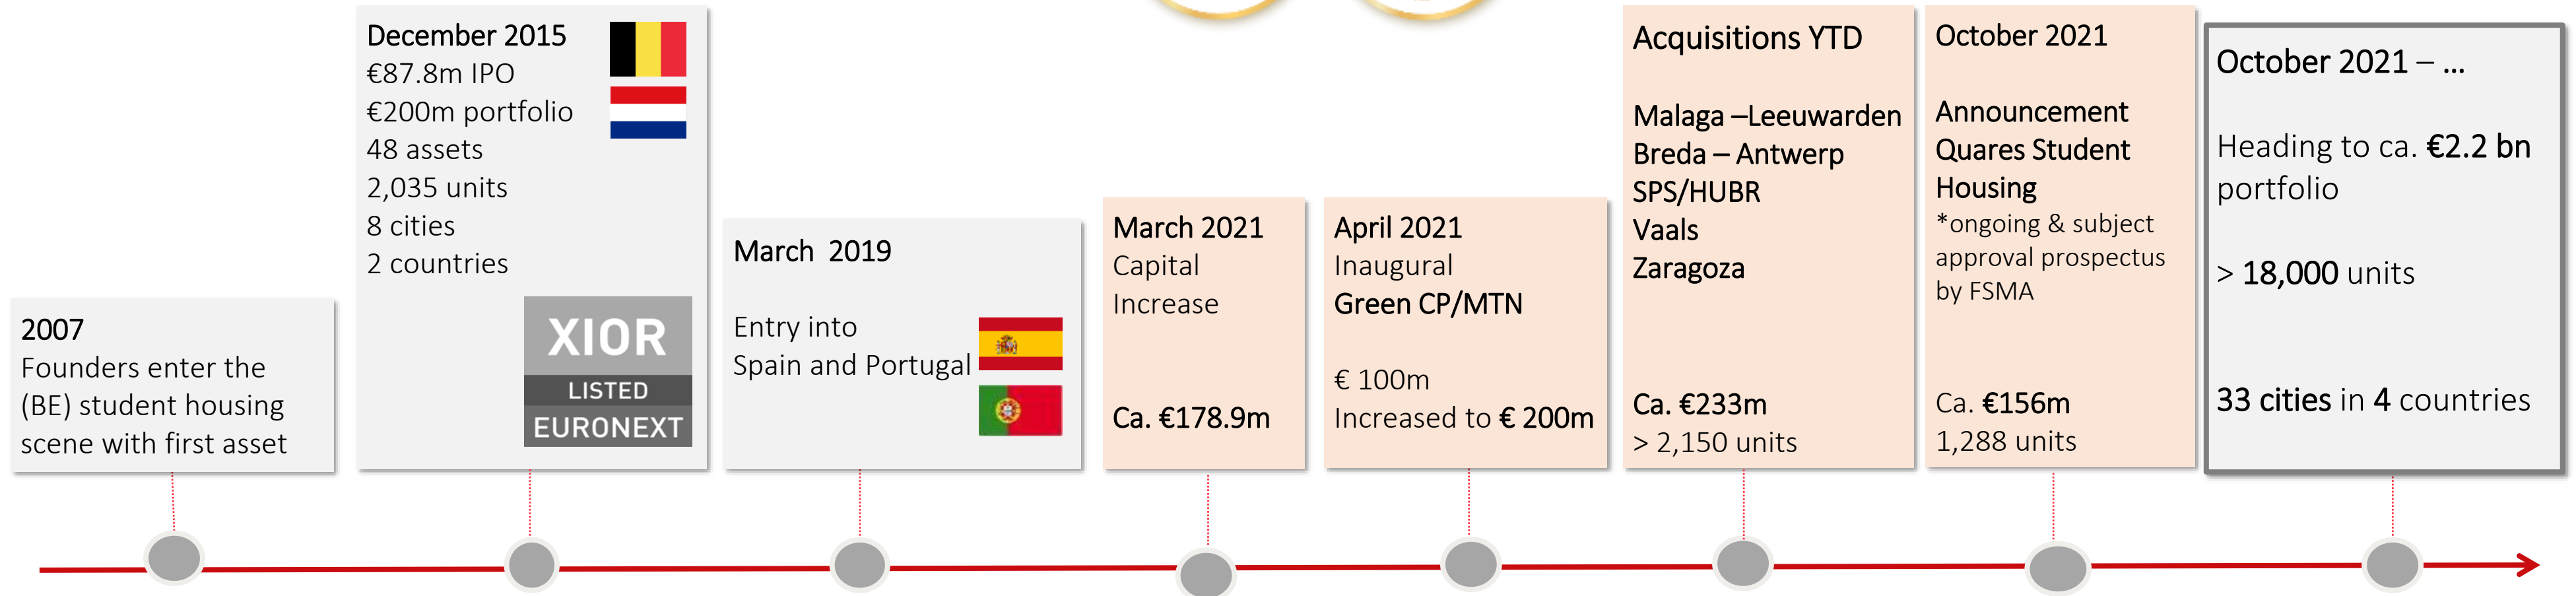 2007
Founders enter the
(BE) student housing
scene with first asset
December 2015
€87.8m IPO
€200m portfolio
48 assets
2,035 units
8 cities
2 countries
XIOR
LISTED
EURONEXT
March 2019
Entry into
Spain and Portugal
March 2021
Capital
Increase
Ca. €178.9m
April 2021
Inaugural
Green CP/MTN
€ 100m
Increased to € 200m
Acquisitions YTD
Malaga –Leeuwarden
Breda – Antwerp
SPS/HUBR
Vaals
Zaragoza
Ca. €233m
> 2,150 units
October 2021
Announcement
Quares Student
Housing
*ongoing & subject
approval prospectus
by FSMA
Ca. €156m
1,288 units
October 2021 – ...
Heading to ca. €2.2 bn
portfolio
> 18,000 units
33 cities in 4 countries